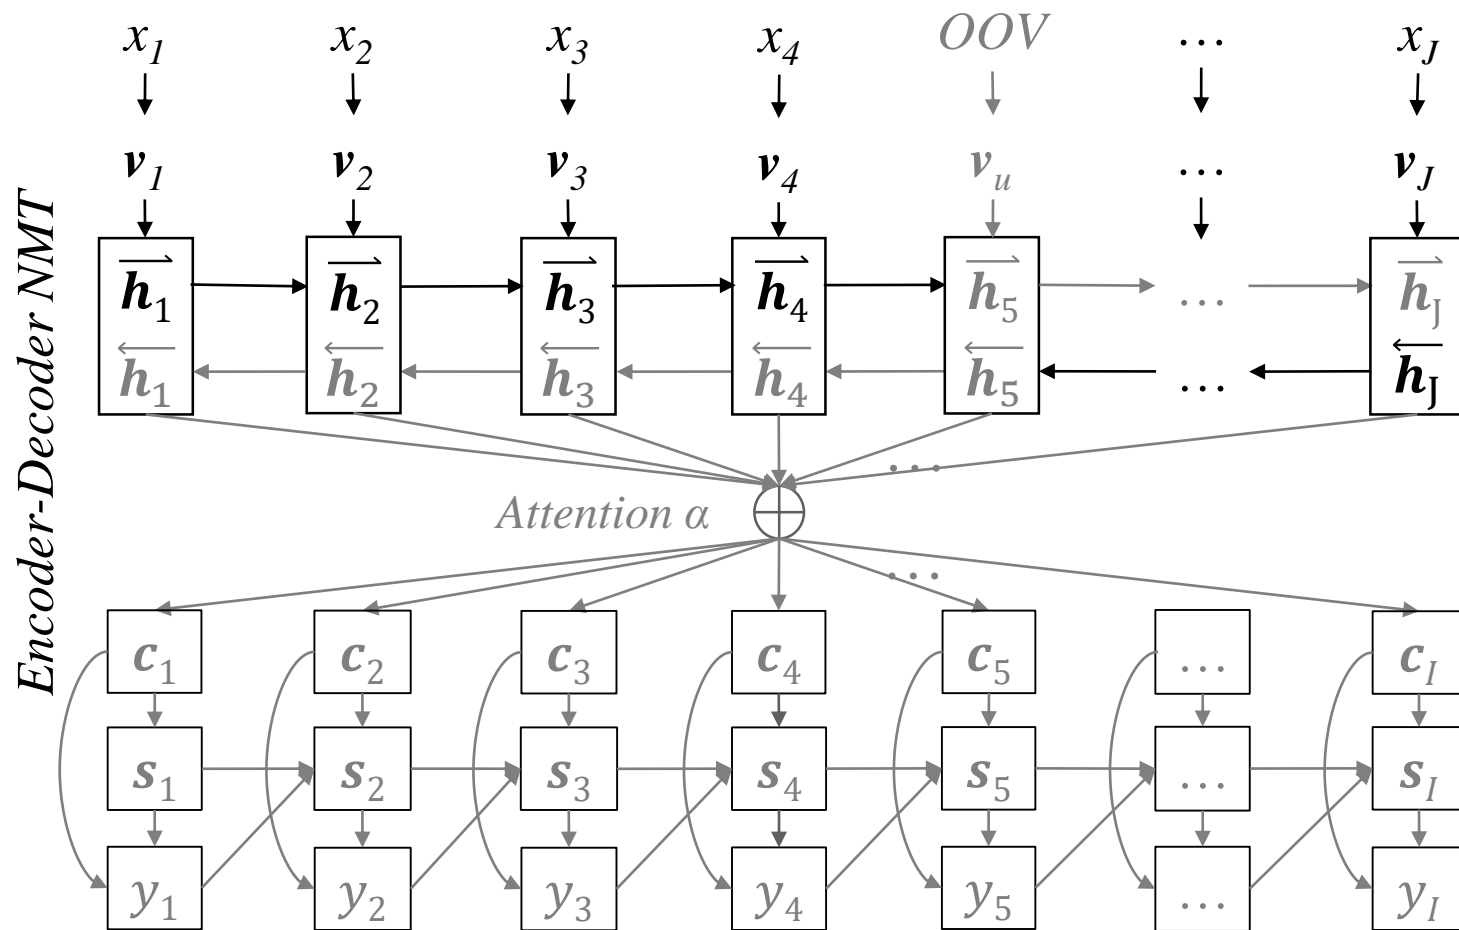 Encoder-Decoder NMT
x1 x2 x3 x4 OOV ... xJ
v1 v2 v3 v4 vu ... vJ
h1 h2 h3 h4 h5 ... hJ
h1 h2 h3 h4 h5 ... hJ
...
Attention α
...
c1 c2 c3 c4 c5 ... cI
s1 s2 s3 s4 s5 ... sI
y1 y2 y3 y4 y5 ... yI